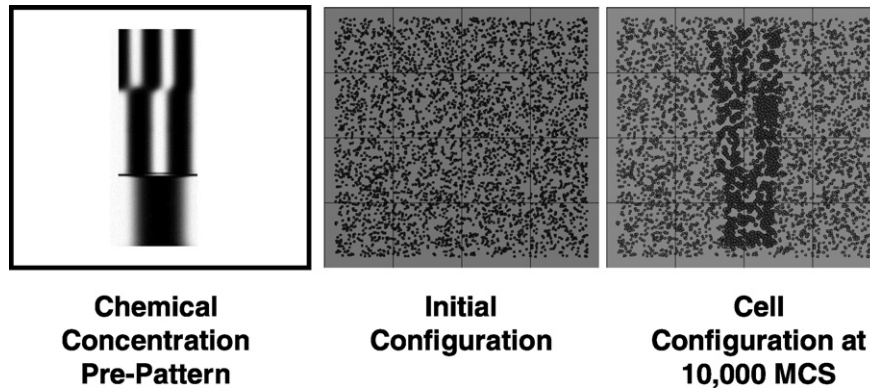 Chemical
Concentration
Pre-Pattern
Initial
Configuration
Cell
Configuration at
10,000 MCS